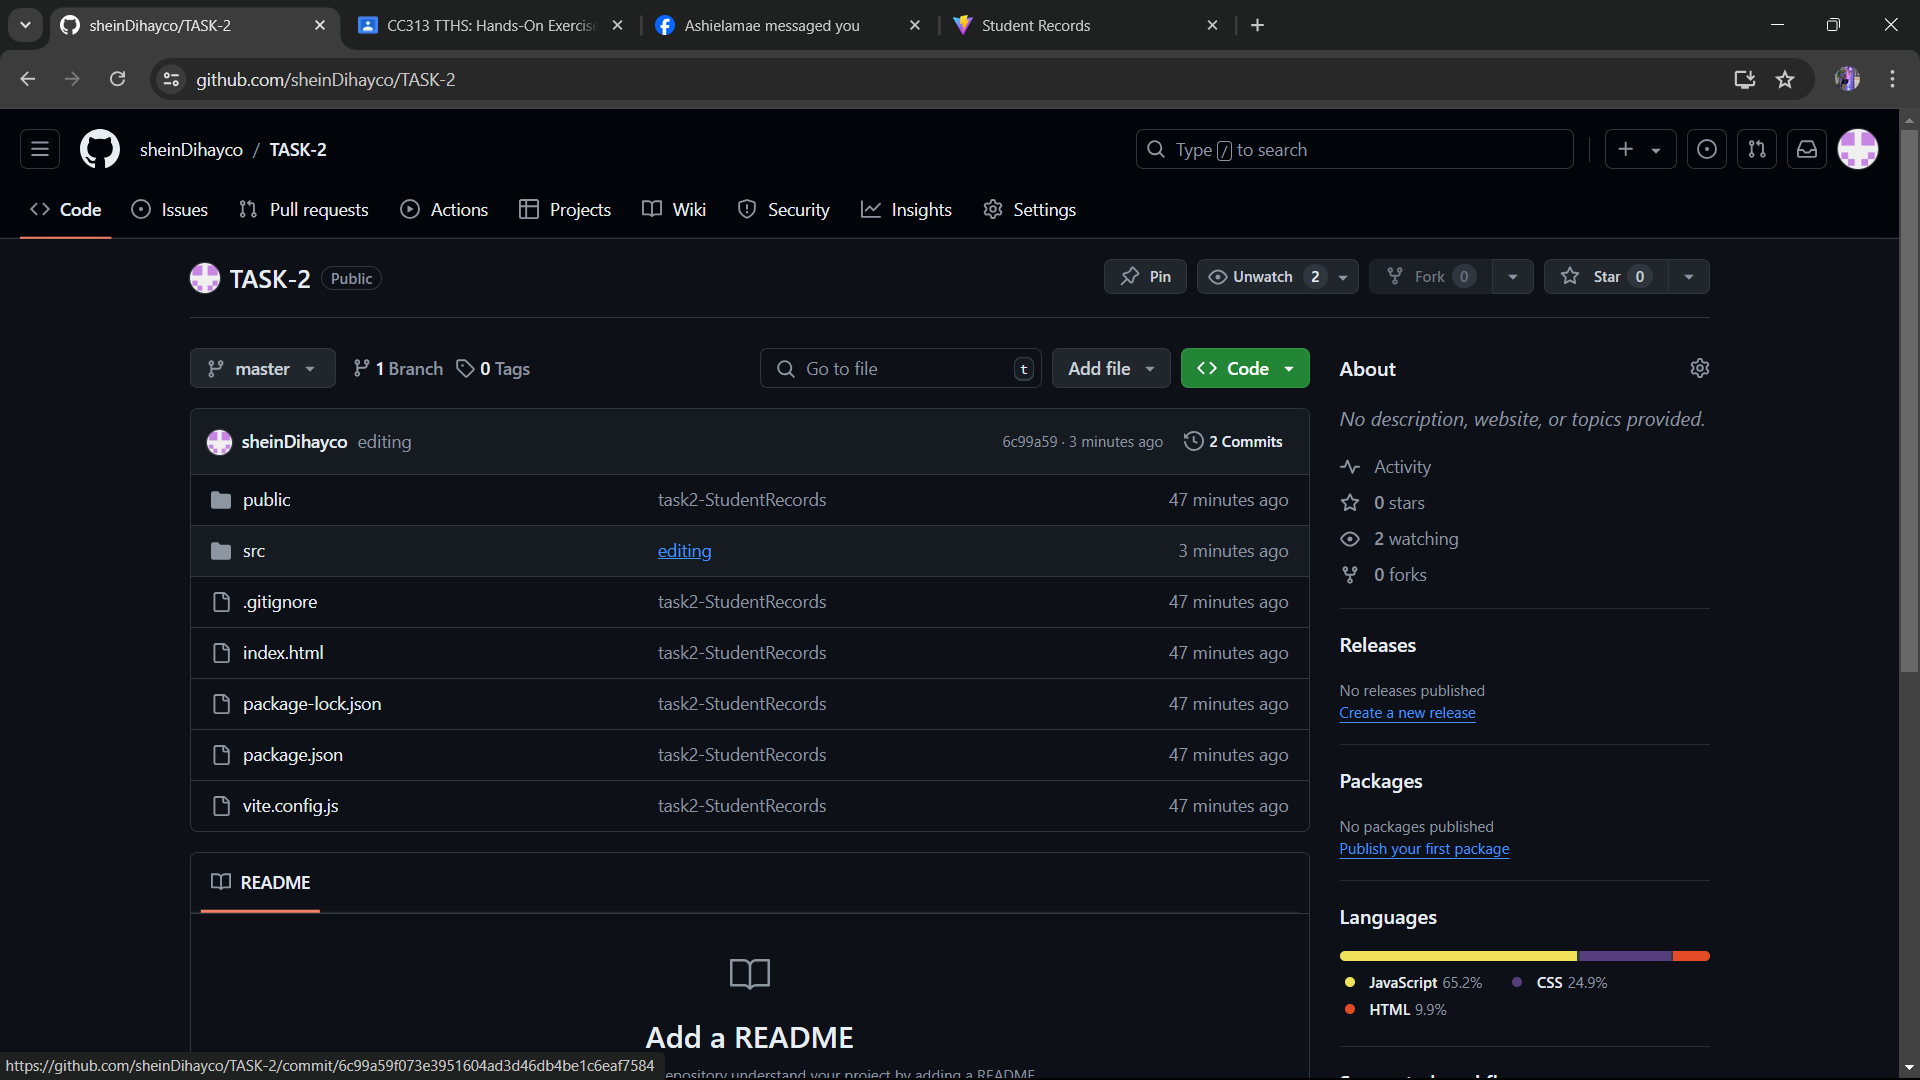 sheinDihayco/TASK-2
CC313 TTHS: Hands-On Exercise
Ashielamae messaged you
Student Records
github.com/sheinDihayco/TASK-2
sheinDihayco / TASK-2
Type / to search
Code
Issues
Pull requests
Actions
Projects
Wiki
Security
Insights
Settings
TASK-2 Public
Pin
Unwatch 2
Fork 0
Star 0
master
1 Branch
0 Tags
Go to file
t
Add file
Code
sheinDihayco editing
6c99a59 · 3 minutes ago
2 Commits
public task2-StudentRecords 47 minutes ago
src editing 3 minutes ago
.gitignore task2-StudentRecords 47 minutes ago
index.html task2-StudentRecords 47 minutes ago
package-lock.json task2-StudentRecords 47 minutes ago
package.json task2-StudentRecords 47 minutes ago
vite.config.js task2-StudentRecords 47 minutes ago
README
Add a README
epository understand your project by adding a README.
https://github.com/sheinDihayco/TASK-2/commit/6c99a59f073e3951604ad3d46db4be1c6eaf7584
About
No description, website, or topics provided.
Activity
0 stars
2 watching
0 forks
Releases
No releases published
Create a new release
Packages
No packages published
Publish your first package
Languages
JavaScript 65.2%
CSS 24.9%
HTML 9.9%